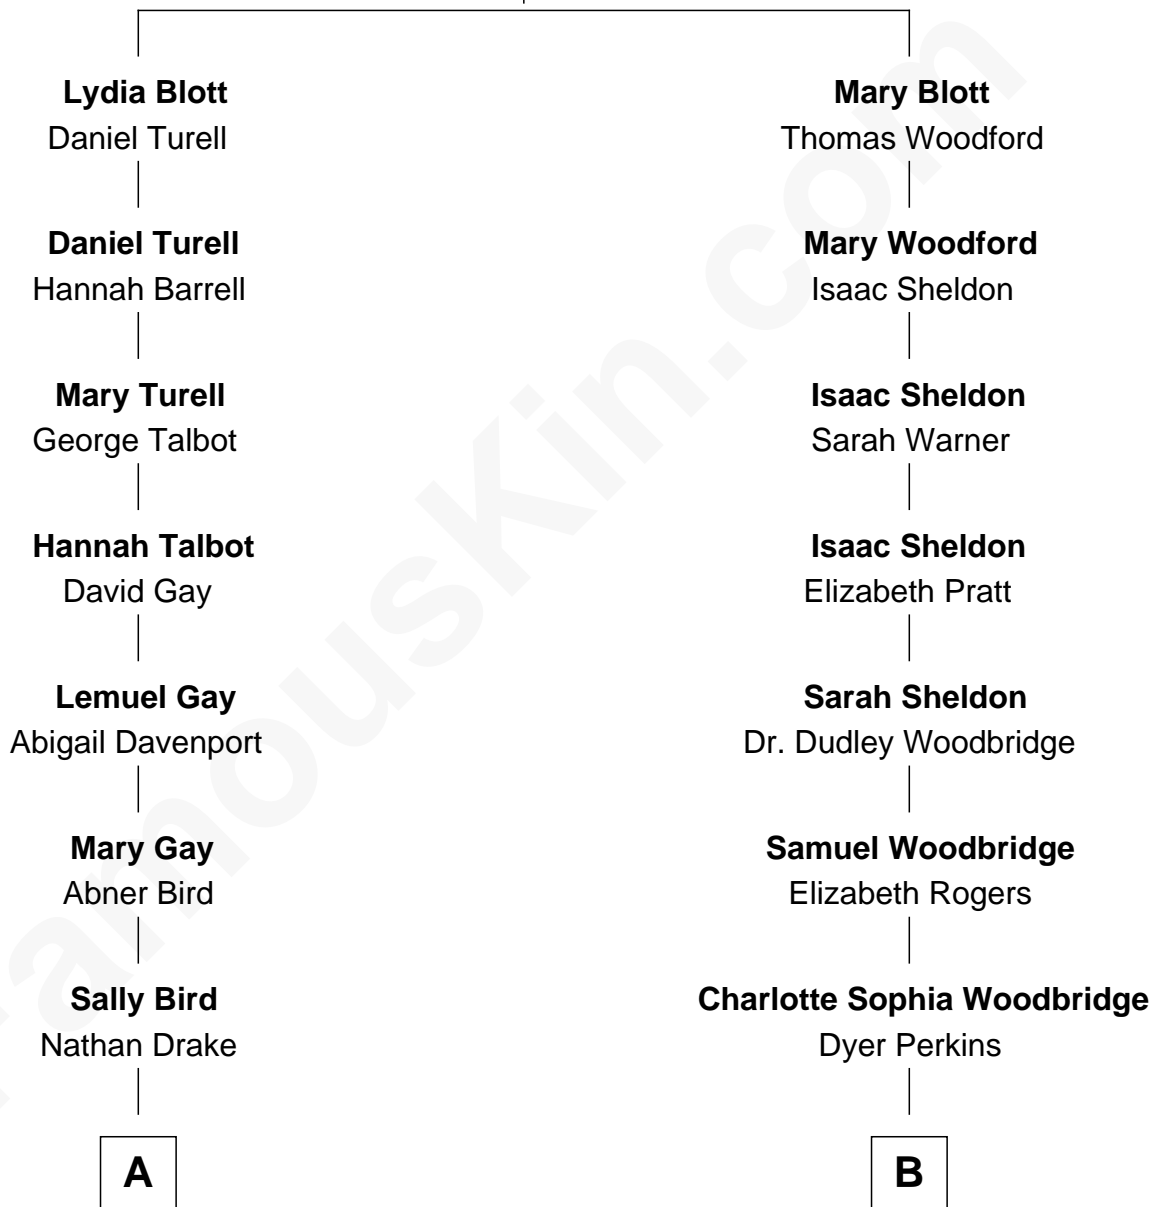 Lydia Blott
Daniel Turell
Daniel Turell
Hannah Barrell
Mary Turell
George Talbot
Hannah Talbot
David Gay
Lemuel Gay
Abigail Davenport
Mary Gay
Abner Bird
Sally Bird
Nathan Drake
A
Mary Blott
Thomas Woodford
Mary Woodford
Isaac Sheldon
Isaac Sheldon
Sarah Warner
Isaac Sheldon
Elizabeth Pratt
Sarah Sheldon
Dr. Dudley Woodbridge
Samuel Woodbridge
Elizabeth Rogers
Charlotte Sophia Woodbridge
Dyer Perkins
B
FamousKin.com